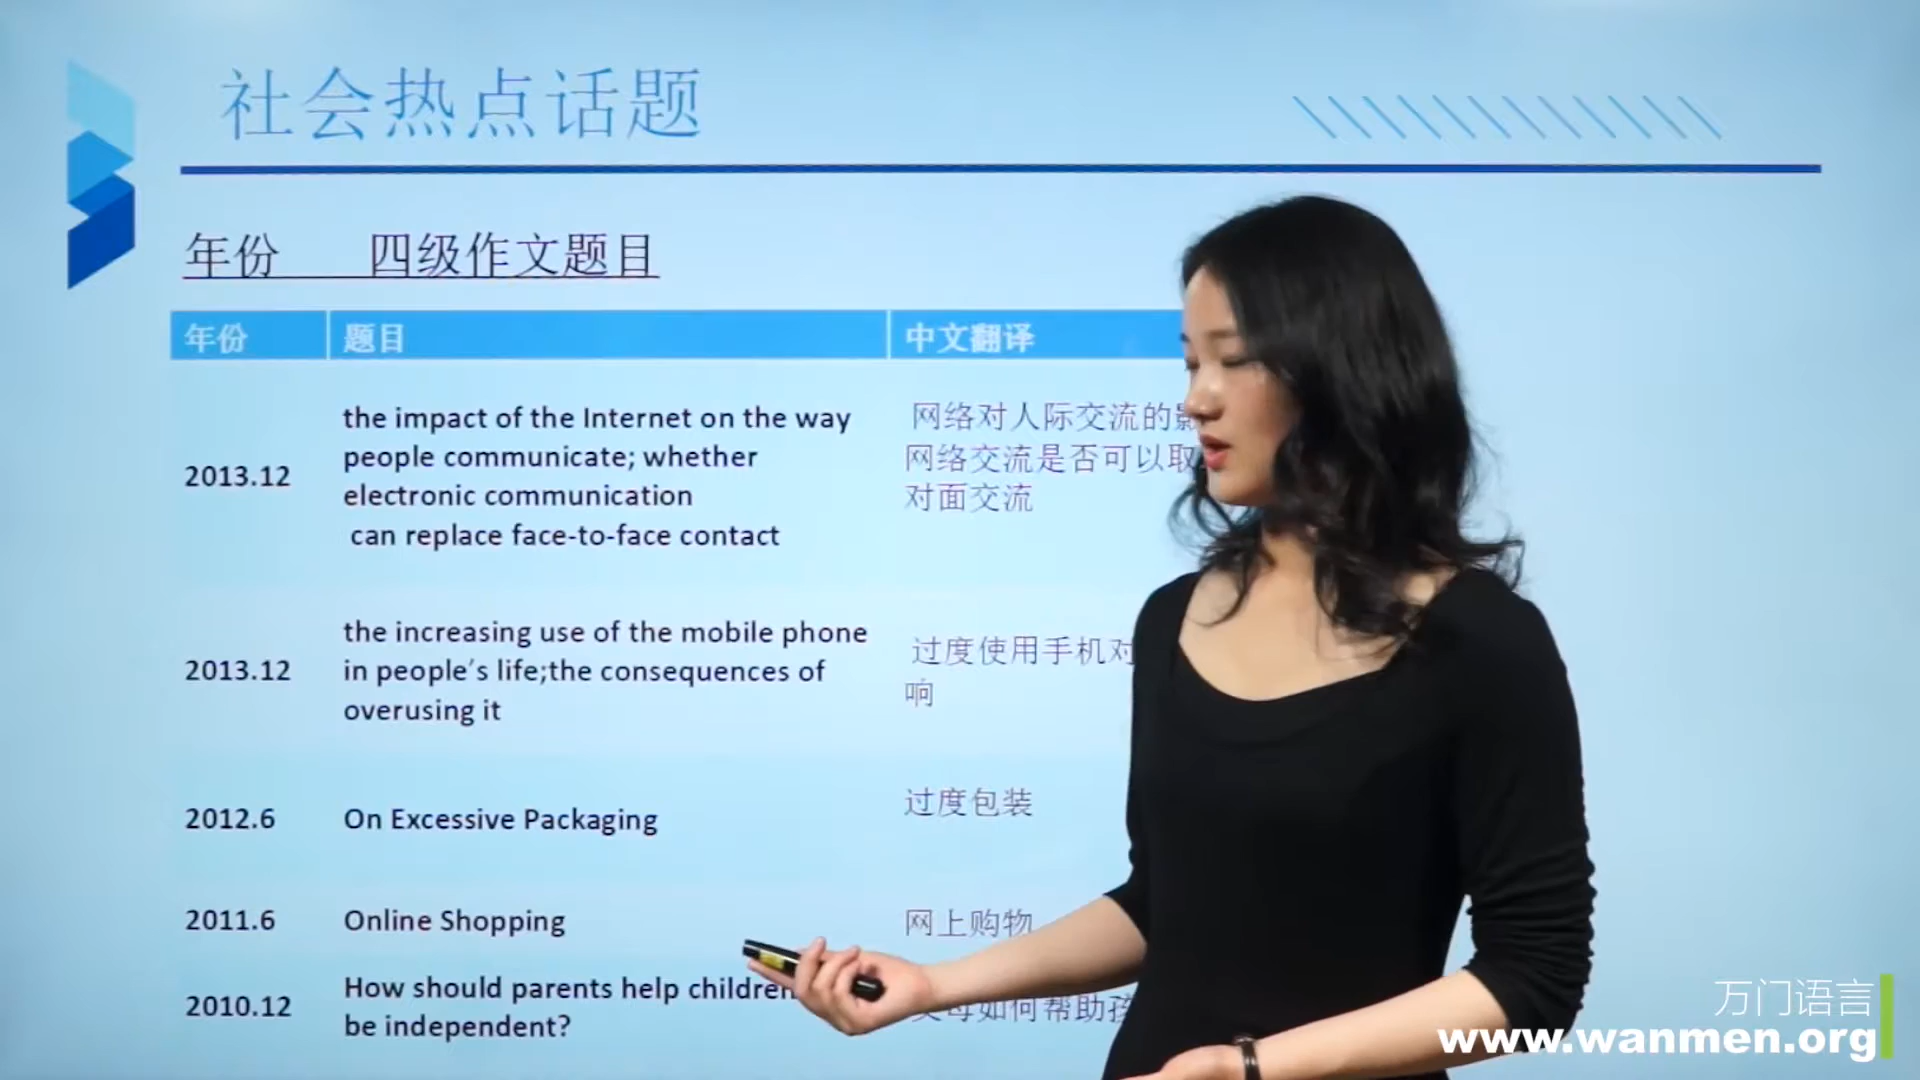 社会热点话题
年份 四级作文题目
年份 题目 中文翻译
2013.12
the impact of the Internet on the way
people communicate; whether
electronic communication
can replace face-to-face contact
网络对人际交流的影
网络交流是否可以取
对面交流
2013.12
the increasing use of the mobile phone
in people's life;the consequences of
overusing it
过度使用手机对
响
2012.6
On Excessive Packaging
过度包装
2011.6
Online Shopping
网上购物
2010.12
How should parents help children
be independent?
父母如何帮助孩
万门语言
www.wanmen.org